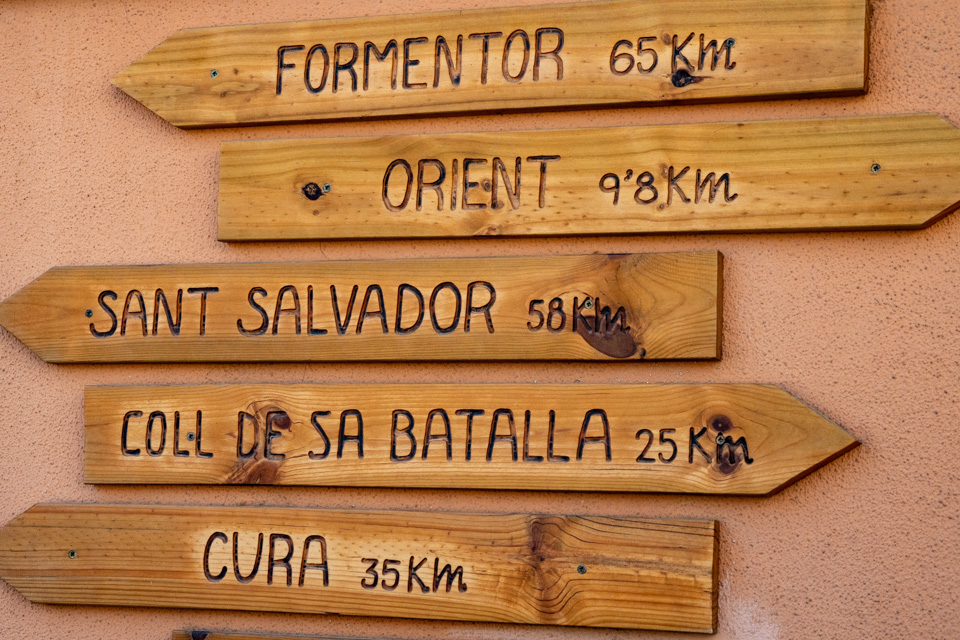 FORMENTOR 65 Km
ORIENT 9'8 Km
SANT SALVADOR 58 Km
COLL DE SA BATALLA 25 Km
CURA 35 Km